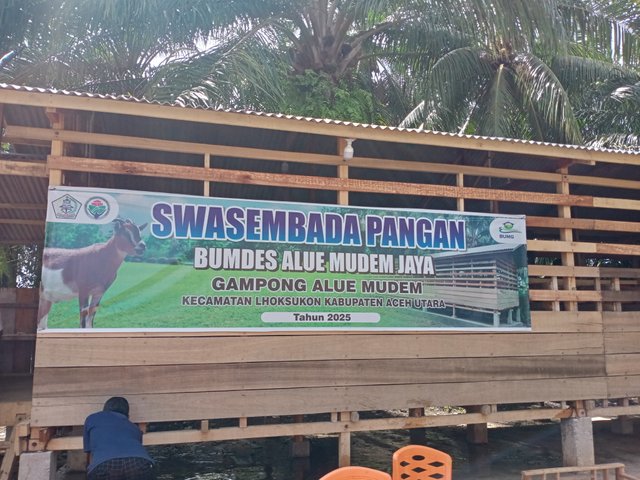 SWASEMBADA PANGAN
BUMDES ALUE MUDEM JAYA
GAMPONG ALUE MUDEM
KECAMATAN LHOKSUKON KABUPATEN ACEH UTARA
Tahun 2025
BUMG